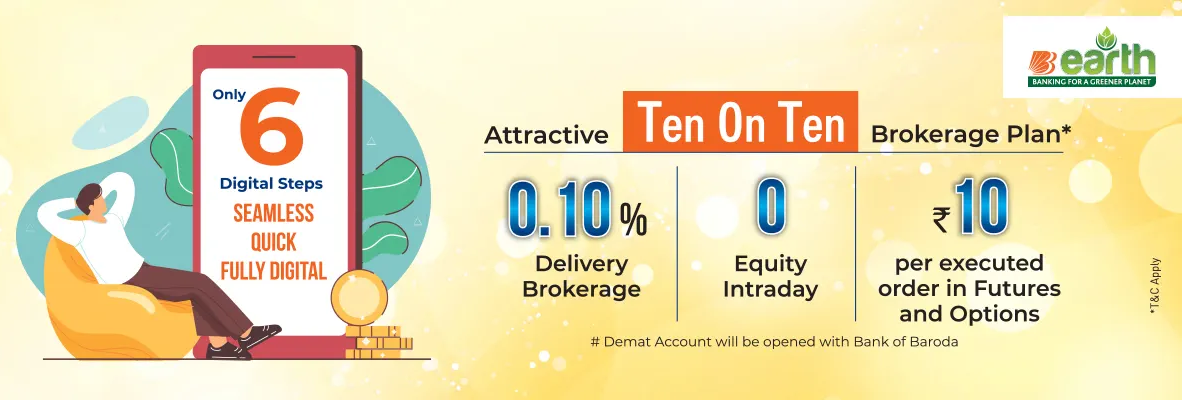 Only
6
Digital Steps
SEAMLESS
QUICK
FULLY DIGITAL
earth
BANKING FOR A GREENER PLANET
Attractive Ten On Ten Brokerage Plan*
0.10%
Delivery
Brokerage
0
Equity
Intraday
₹10
per executed
order in Futures
and Options
# Demat Account will be opened with Bank of Baroda
*T&C Apply